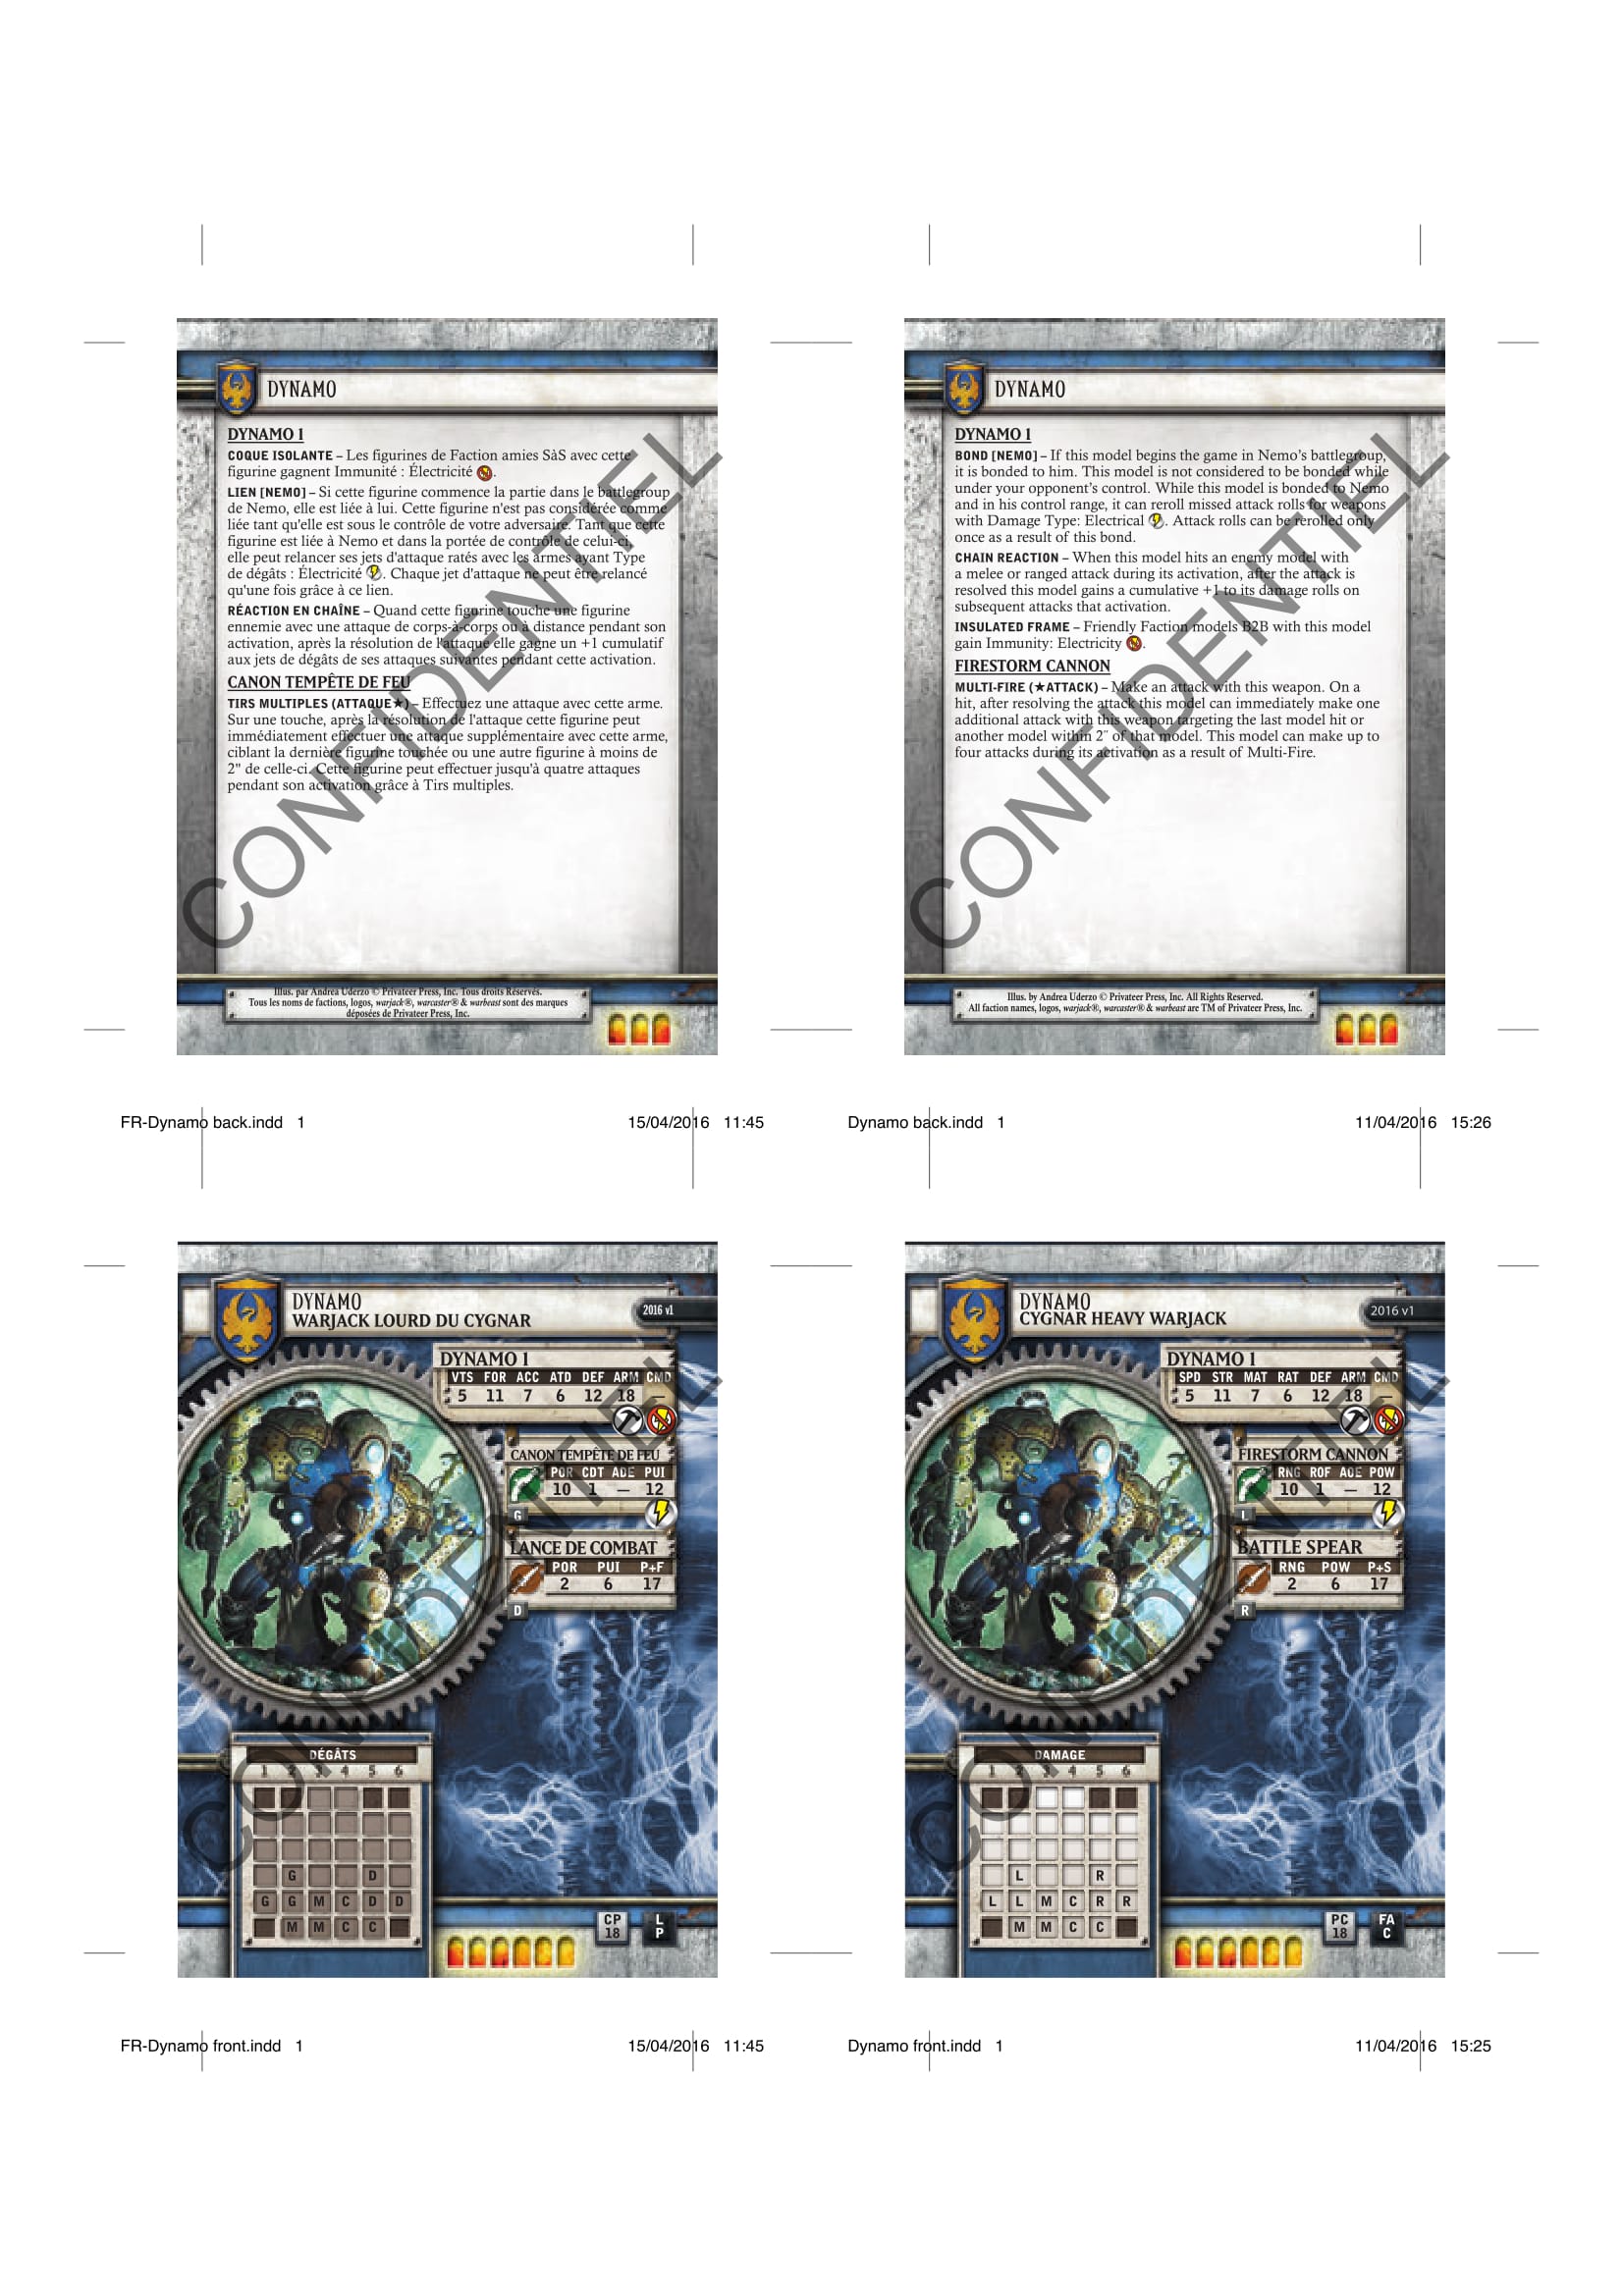 DYNAMO
DYNAMO 1
COQUE ISOLANTE – Les figurines de Faction amies SàS avec cette
figurine gagnent Immunité : Électricité .
LIEN [NEMO] – Si cette figurine commence la partie dans le battlegroup
de Nemo, elle est liée à lui. Cette figurine n'est pas considérée comme
liée tant qu'elle est sous le contrôle de votre adversaire. Tant que cette
figurine est liée à Nemo et dans la portée de contrôle de celui-ci,
elle peut relancer ses jets d'attaque ratés avec les armes ayant Type
de dégâts : Électricité . Chaque jet d'attaque ne peut être relancé
qu'une fois grâce à ce lien.
RÉACTION EN CHAÎNE – Quand cette figurine touche une figurine
ennemie avec une attaque de corps-à-corps ou à distance pendant son
activation, après la résolution de l'attaque elle gagne un +1 cumulatif
aux jets de dégâts de ses attaques suivantes pendant cette activation.
CANON TEMPÊTE DE FEU
TIRS MULTIPLES (ATTAQUE★) – Effectuez une attaque avec cette arme.
Sur une touche, après la résolution de l'attaque cette figurine peut
immédiatement effectuer une attaque supplémentaire avec cette arme,
ciblant la dernière figurine touchée ou une autre figurine à moins de
2" de celle-ci. Cette figurine peut effectuer jusqu'à quatre attaques
pendant son activation grâce à Tirs multiples.
CONFIDENTIEL
Illus. par Andrea Uderzo © Privateer Press, Inc. Tous droits Réservés.
Tous les noms de factions, logos, warjack®, warcaster® & warbeast sont des marques
déposées de Privateer Press, Inc.
FR-Dynamo back.indd 1 15/04/2016 11:45
DYNAMO
DYNAMO 1
BOND [NEMO] – If this model begins the game in Nemo's battlegroup,
it is bonded to him. This model is not considered to be bonded while
under your opponent's control. While this model is bonded to Nemo
and in his control range, it can reroll missed attack rolls for weapons
with Damage Type: Electrical . Attack rolls can be rerolled only
once as a result of this bond.
CHAIN REACTION – When this model hits an enemy model with
a melee or ranged attack during its activation, after the attack is
resolved this model gains a cumulative +1 to its damage rolls on
subsequent attacks that activation.
INSULATED FRAME – Friendly Faction models B2B with this model
gain Immunity: Electricity .
FIRESTORM CANNON
MULTI-FIRE (★ATTACK) – Make an attack with this weapon. On a
hit, after resolving the attack this model can immediately make one
additional attack with this weapon targeting the last model hit or
another model within 2˝ of that model. This model can make up to
four attacks during its activation as a result of Multi-Fire.
CONFIDENTIEL
Illus. by Andrea Uderzo © Privateer Press, Inc. All Rights Reserved.
All faction names, logos, warjack®, warcaster® & warbeast are TM of Privateer Press, Inc.
Dynamo back.indd 1 11/04/2016 15:26
DYNAMO
WARJACK LOURD DU CYGNAR
2016 v1
DYNAMO 1
VTS FOR ACC ATD DEF ARM CMD
5 11 7 6 12 18 —
CANON TEMPÊTE DE FEU
POR CDT ADE PUI
10 1 — 12
G
LANCE DE COMBAT
POR PUI P+F
2 6 17
D
CONFIDENTIEL
DÉGÂTS
1 2 3 4 5 6
G D
G G M C D D
M M C C
CP
18
L
P
FR-Dynamo front.indd 1 15/04/2016 11:45
DYNAMO
CYGNAR HEAVY WARJACK
2016 v1
DYNAMO 1
SPD STR MAT RAT DEF ARM CMD
5 11 7 6 12 18 —
FIRESTORM CANNON
RNG ROF AOE POW
10 1 — 12
L
BATTLE SPEAR
RNG POW P+S
2 6 17
R
CONFIDENTIEL
DAMAGE
1 2 3 4 5 6
L R
L L M C R R
M M C C
PC
18
FA
C
Dynamo front.indd 1 11/04/2016 15:25